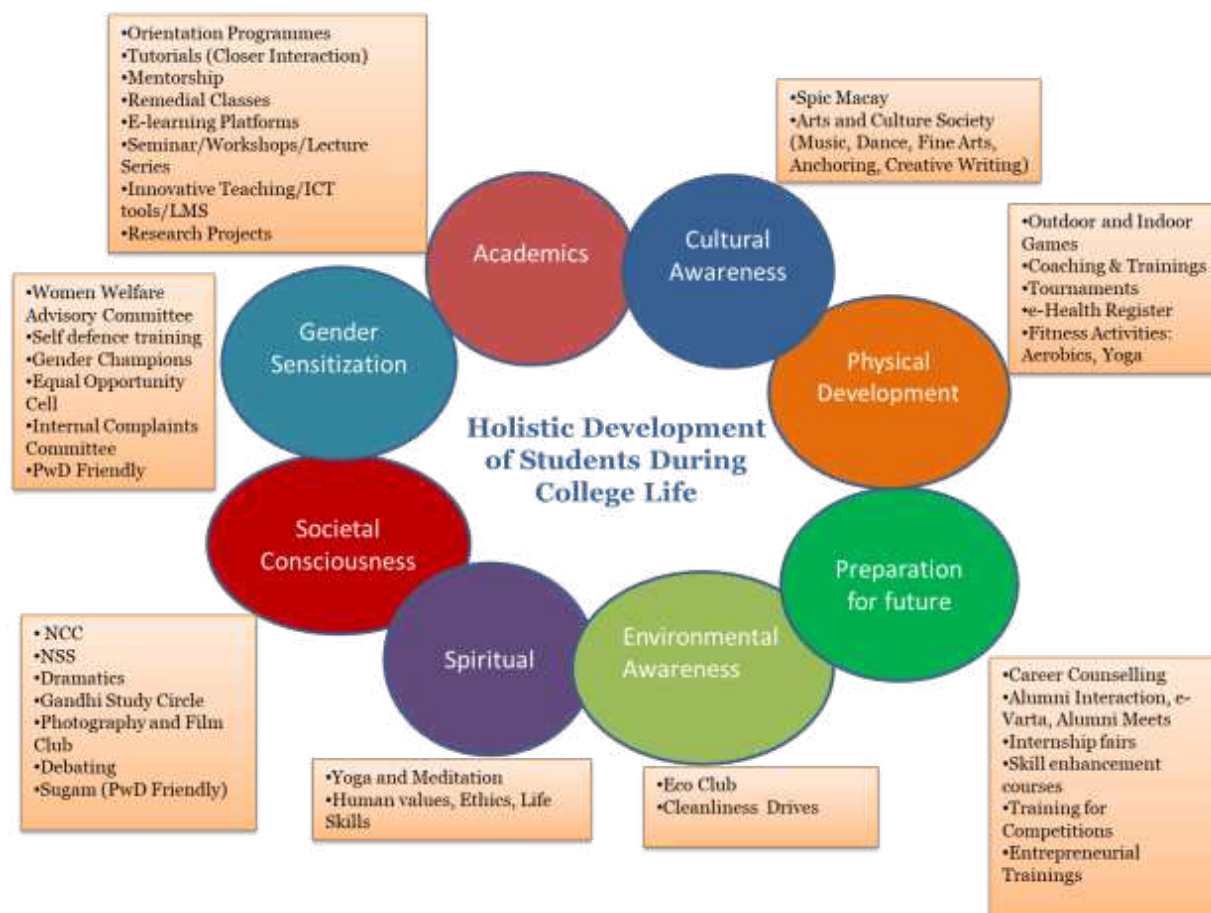 •Orientation Programmes
•Tutorials (Closer Interaction)
•Mentorship
•Remedial Classes
•E-learning Platforms
•Seminar/Workshops/Lecture
Series
•Innovative Teaching/ICT
tools/LMS
•Research Projects
•Spic Macay
•Arts and Culture Society
(Music, Dance, Fine Arts,
Anchoring, Creative Writing)
Academics
Cultural
Awareness
•Outdoor and Indoor
Games
•Coaching & Trainings
•Tournaments
•e-Health Register
•Fitness Activities:
Aerobics, Yoga
•Women Welfare
Advisory Committee
•Self defence training
•Gender Champions
•Equal Opportunity
Cell
•Internal Complaints
Committee
•PwD Friendly
Gender
Sensitization
Physical
Development
Holistic Development
of Students During
College Life
Societal
Consciousness
Preparation
for future
Spiritual
Environmental
Awareness
• NCC
•NSS
•Dramatics
•Gandhi Study Circle
•Photography and Film
Club
•Debating
•Sugam (PwD Friendly)
•Yoga and Meditation
•Human values, Ethics, Life
Skills
•Eco Club
•Cleanliness Drives
•Career Counselling
•Alumni Interaction, e-
Varta, Alumni Meets
•Internship fairs
•Skill enhancement
courses
•Training for
Competitions
•Entrepreneurial
Trainings